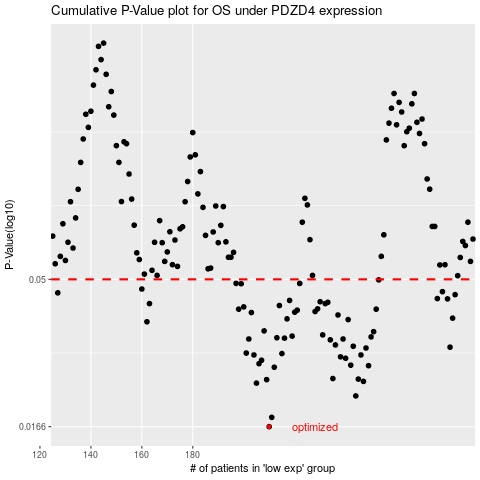 Cumulative P-Value plot for OS under PDZD4 expression
P-Value(log10)
0.05
0.0166
optimized
120 140 160 180
# of patients in 'low exp' group